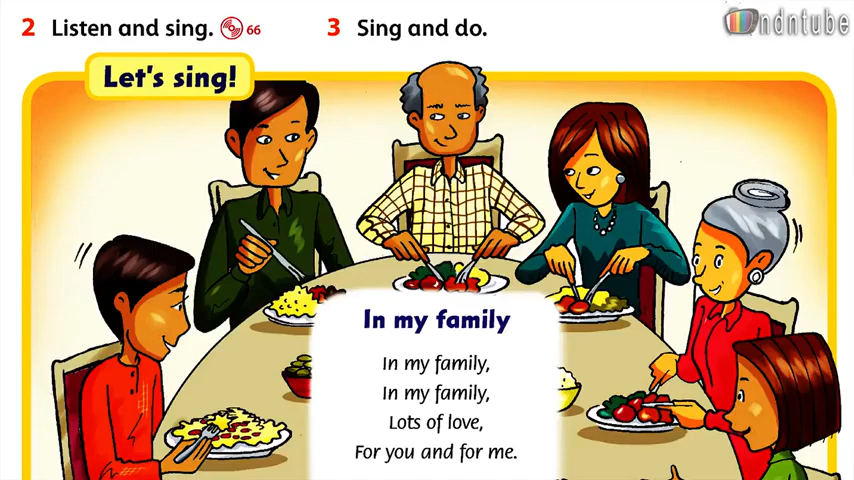 2 Listen and sing. 66 3 Sing and do.
ndntube
Let's sing!
In my family
In my family,
In my family,
Lots of love,
For you and for me.